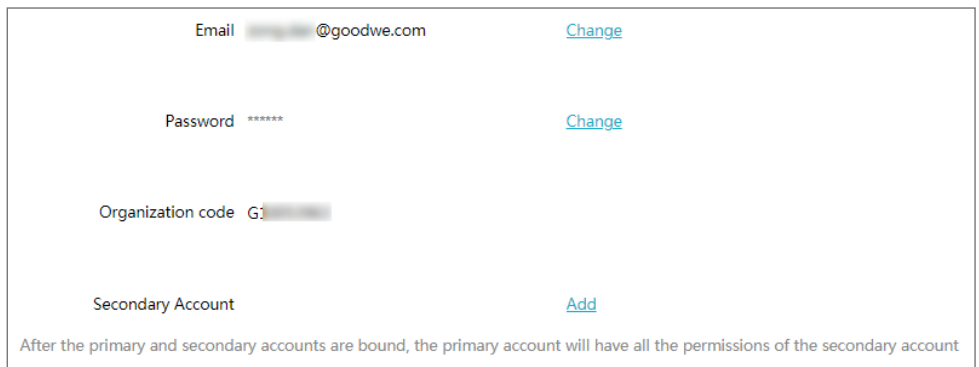 Email @goodwe.com Change
Password ****** Change
Organization code G1
Secondary Account Add
After the primary and secondary accounts are bound, the primary account will have all the permissions of the secondary account